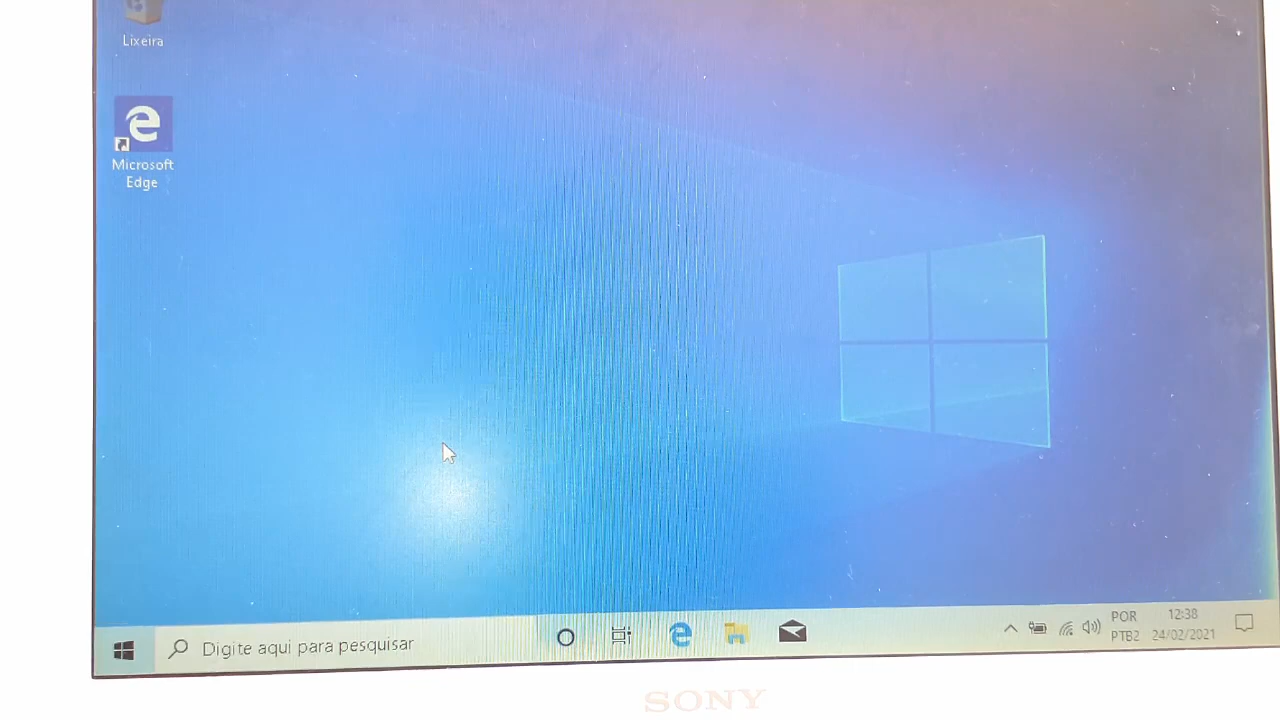 Lixeira
Microsoft
Edge
Digite aqui para pesquisar
POR
PTB2
12:38
24/02/2021
SONY